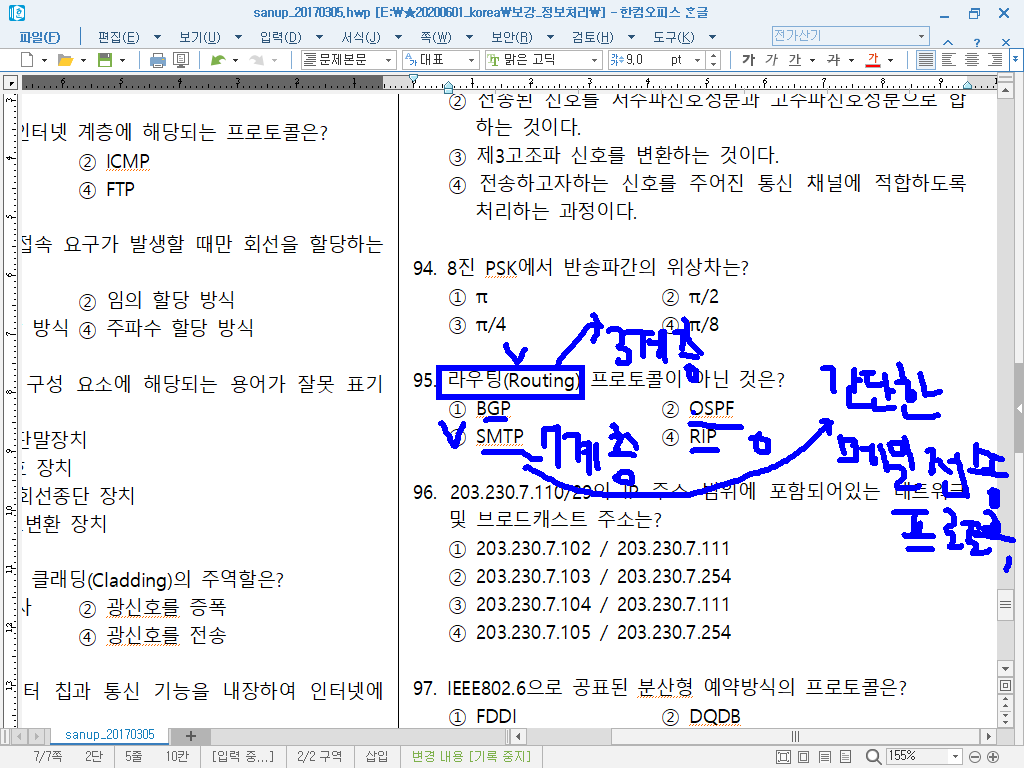 sanup_20170305.hwp [E:\★20200601_korea\보강_정보처리\] - 한컴오피스 한글
파일(F) 편집(E) 보기(U) 입력(D) 서식(J) 쪽(W) 보안(R) 검토(H) 도구(K) 전가산기
문제본문 대표 맑은 고딕 9,0 pt 가 가 가 가 가
인터넷 계층에 해당되는 프로토콜은?
② ICMP
④ FTP
접속 요구가 발생할 때만 회선을 할당하는
② 임의 할당 방식
방식 ④ 주파수 할당 방식
구성 요소에 해당되는 용어가 잘못 표기
단말장치
장치
회선종단 장치
변환 장치
클래딩(Cladding)의 주역할은?
사 ② 광신호를 증폭
④ 광신호를 전송
터 칩과 통신 기능을 내장하여 인터넷에
② 전송된 신호를 저주파신호성분과 고주파신호성분으로 합
하는 것이다.
③ 제3고조파 신호를 변환하는 것이다.
④ 전송하고자하는 신호를 주어진 통신 채널에 적합하도록
처리하는 과정이다.
94. 8진 PSK에서 반송파간의 위상차는?
① π ② π/2
③ π/4 ④ π/8
3계층
95. 라우팅(Routing) 프로토콜이 아닌 것은?
① BGP ② OSPF
SMTP ④ RIP
7계층
간단한
메일전송
프로토콜,
96. 203.230.7.110/29의 IP 주소 범위에 포함되어있는 네트워크
및 브로드캐스트 주소는?
① 203.230.7.102 / 203.230.7.111
② 203.230.7.103 / 203.230.7.254
③ 203.230.7.104 / 203.230.7.111
④ 203.230.7.105 / 203.230.7.254
97. IEEE802.6으로 공표된 분산형 예약방식의 프로토콜은?
① FDDI ② DQDB
sanup_20170305
7/7쪽 2단 5줄 10칸 [입력 중...] 2/2 구역 삽입 변경 내용 [기록 중지] 155%